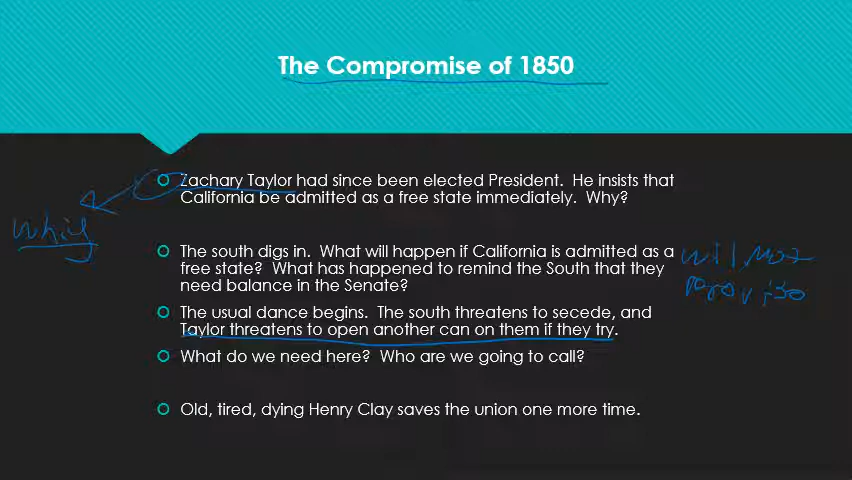 The Compromise of 1850
Zachary Taylor had since been elected President.  He insists that
California be admitted as a free state immediately.  Why?
Whig
The south digs in.  What will happen if California is admitted as a
free state?  What has happened to remind the South that they
need balance in the Senate?
Wilmot
Proviso
The usual dance begins.  The south threatens to secede, and
Taylor threatens to open another can on them if they try.
What do we need here?  Who are we going to call?
Old, tired, dying Henry Clay saves the union one more time.